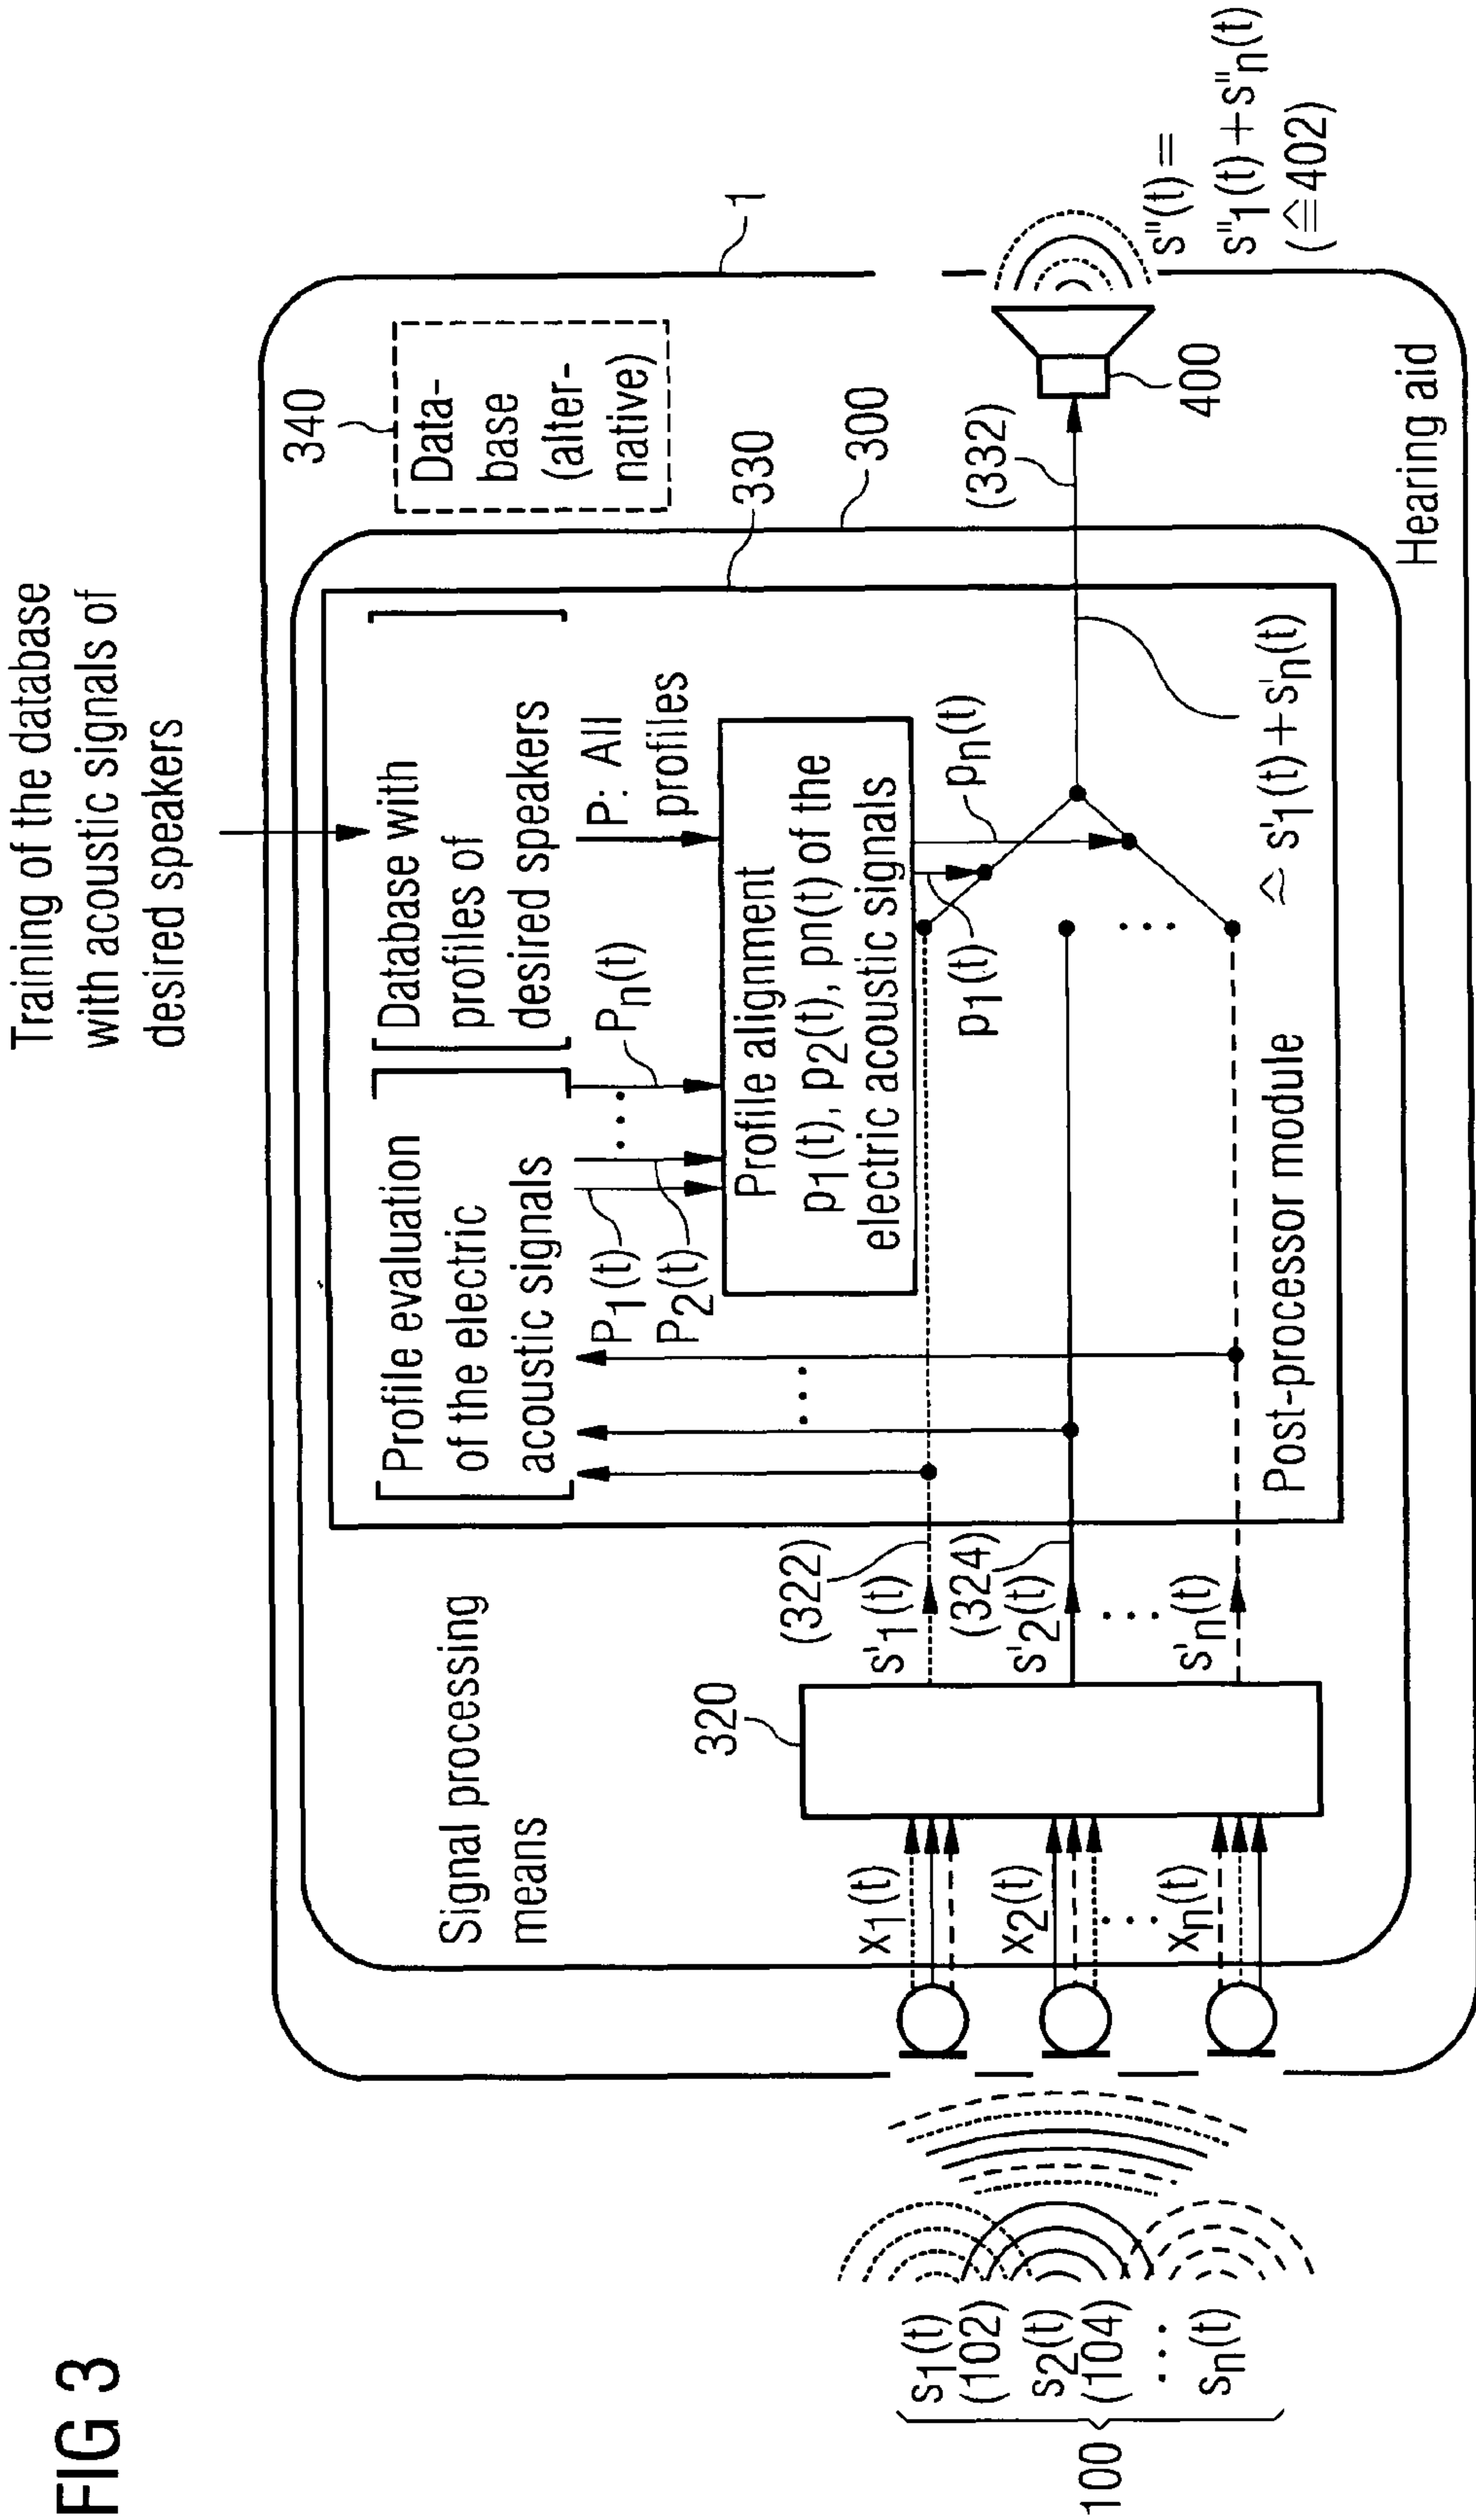 FIG 3
Training of the database
with acoustic signals of
desired speakers
340
Data-
base
(alter-
native)
1
330
300
Signal processing
means
Profile evaluation
of the electric
acoustic signals
Database with
profiles of
desired speakers
P1(t)
P2(t)
Pn(t)
P: All
profiles
Profile alignment
p1(t), p2(t), pn(t) of the
electric acoustic signals
p1(t)
pn(t)
320
(322)
s'1(t)
(324)
s'2(t)
s'n(t)
x1(t)
x2(t)
xn(t)
100
s1(t)
(102)
s2(t)
(104)
sn(t)
Post-processor module
≙ s'1(t)+s'n(t)
(332)
400
s"(t)=
s"1(t)+s"n(t)
(≙402)
Hearing aid